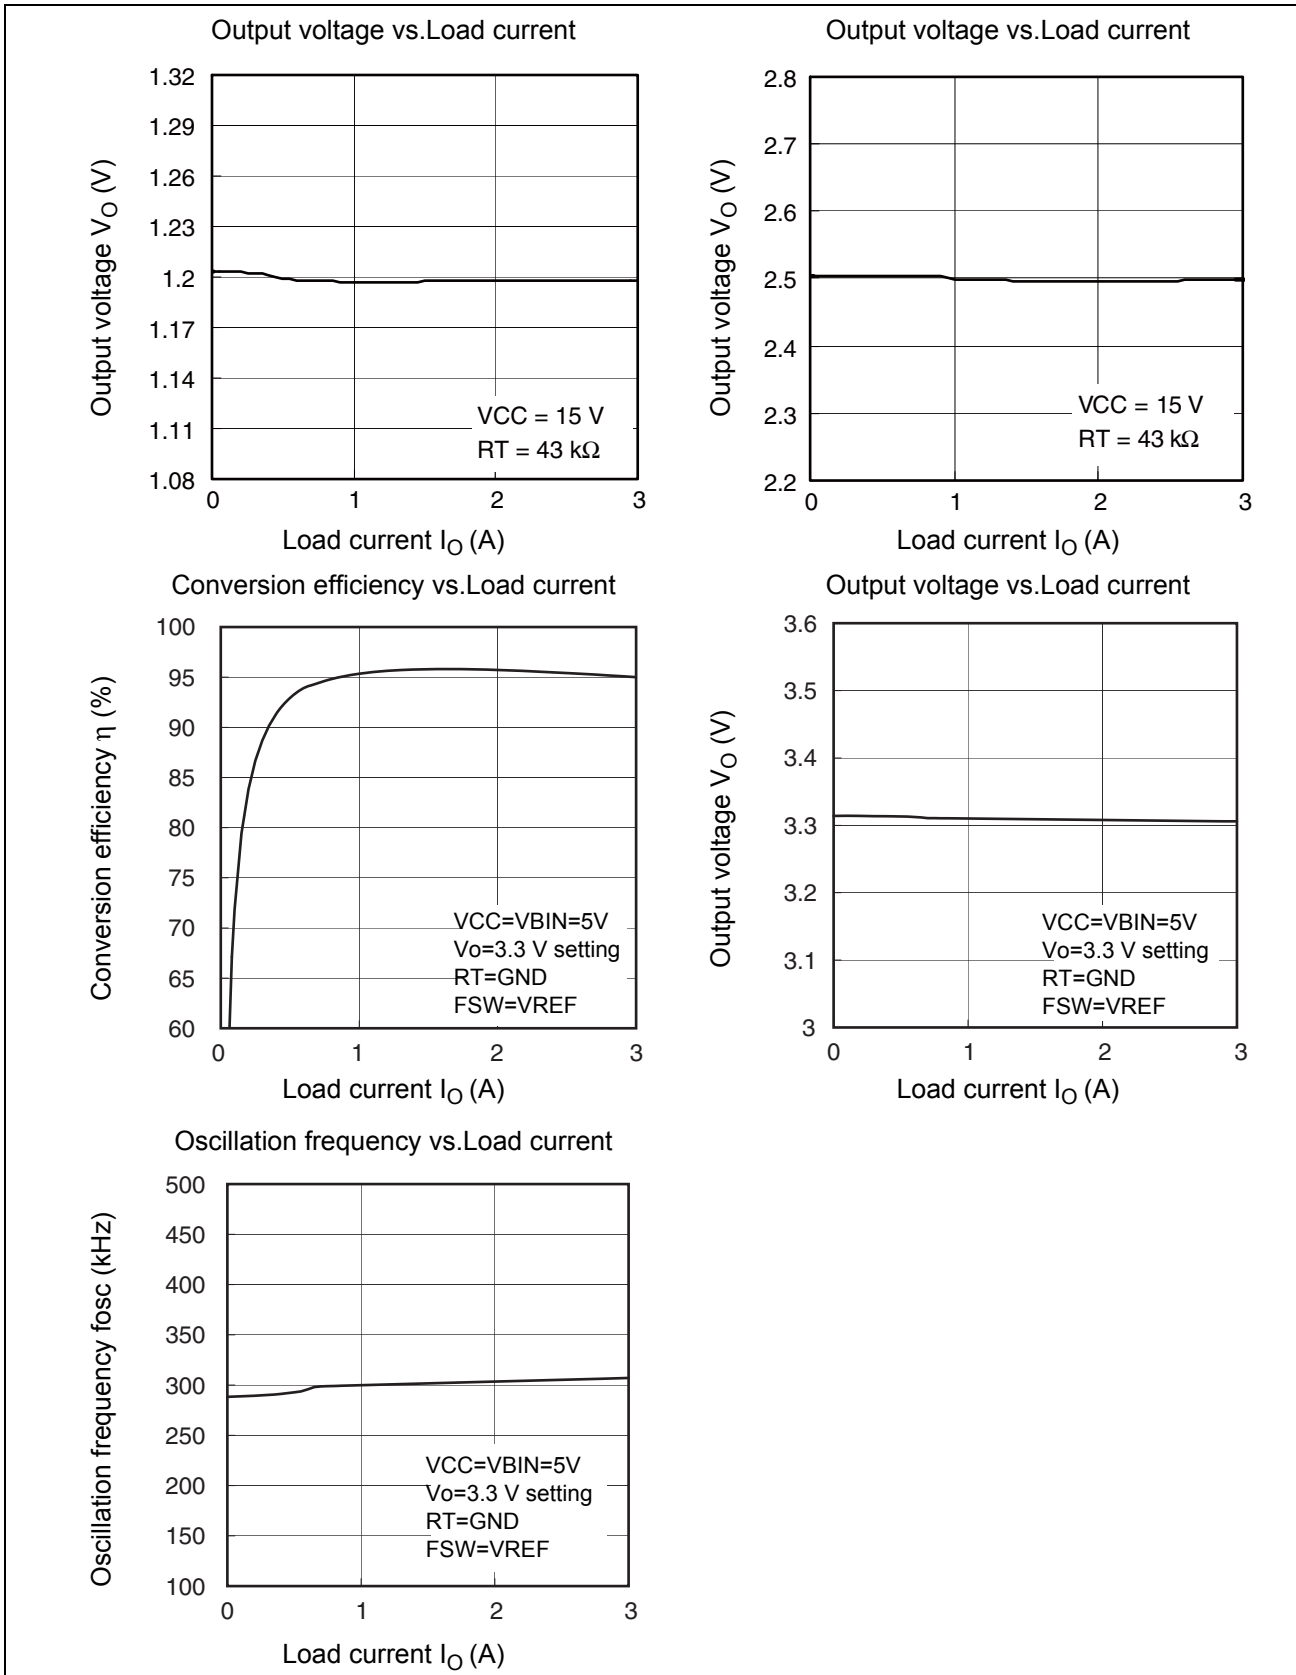 Output voltage vs.Load current
Output voltage VO (V)
1.32
1.29
1.26
1.23
1.2
1.17
1.14
1.11
1.08
VCC = 15 V
RT = 43 kΩ
0 1 2 3
Load current IO (A)
Output voltage vs.Load current
Output voltage VO (V)
2.8
2.7
2.6
2.5
2.4
2.3
2.2
VCC = 15 V
RT = 43 kΩ
0 1 2 3
Load current IO (A)
Conversion efficiency vs.Load current
Conversion efficiency η (%)
100
95
90
85
80
75
70
65
60
VCC=VBIN=5V
Vo=3.3 V setting
RT=GND
FSW=VREF
0 1 2 3
Load current IO (A)
Output voltage vs.Load current
Output voltage VO (V)
3.6
3.5
3.4
3.3
3.2
3.1
3
VCC=VBIN=5V
Vo=3.3 V setting
RT=GND
FSW=VREF
0 1 2 3
Load current IO (A)
Oscillation frequency vs.Load current
Oscillation frequency fosc (kHz)
500
450
400
350
300
250
200
150
100
VCC=VBIN=5V
Vo=3.3 V setting
RT=GND
FSW=VREF
0 1 2 3
Load current IO (A)